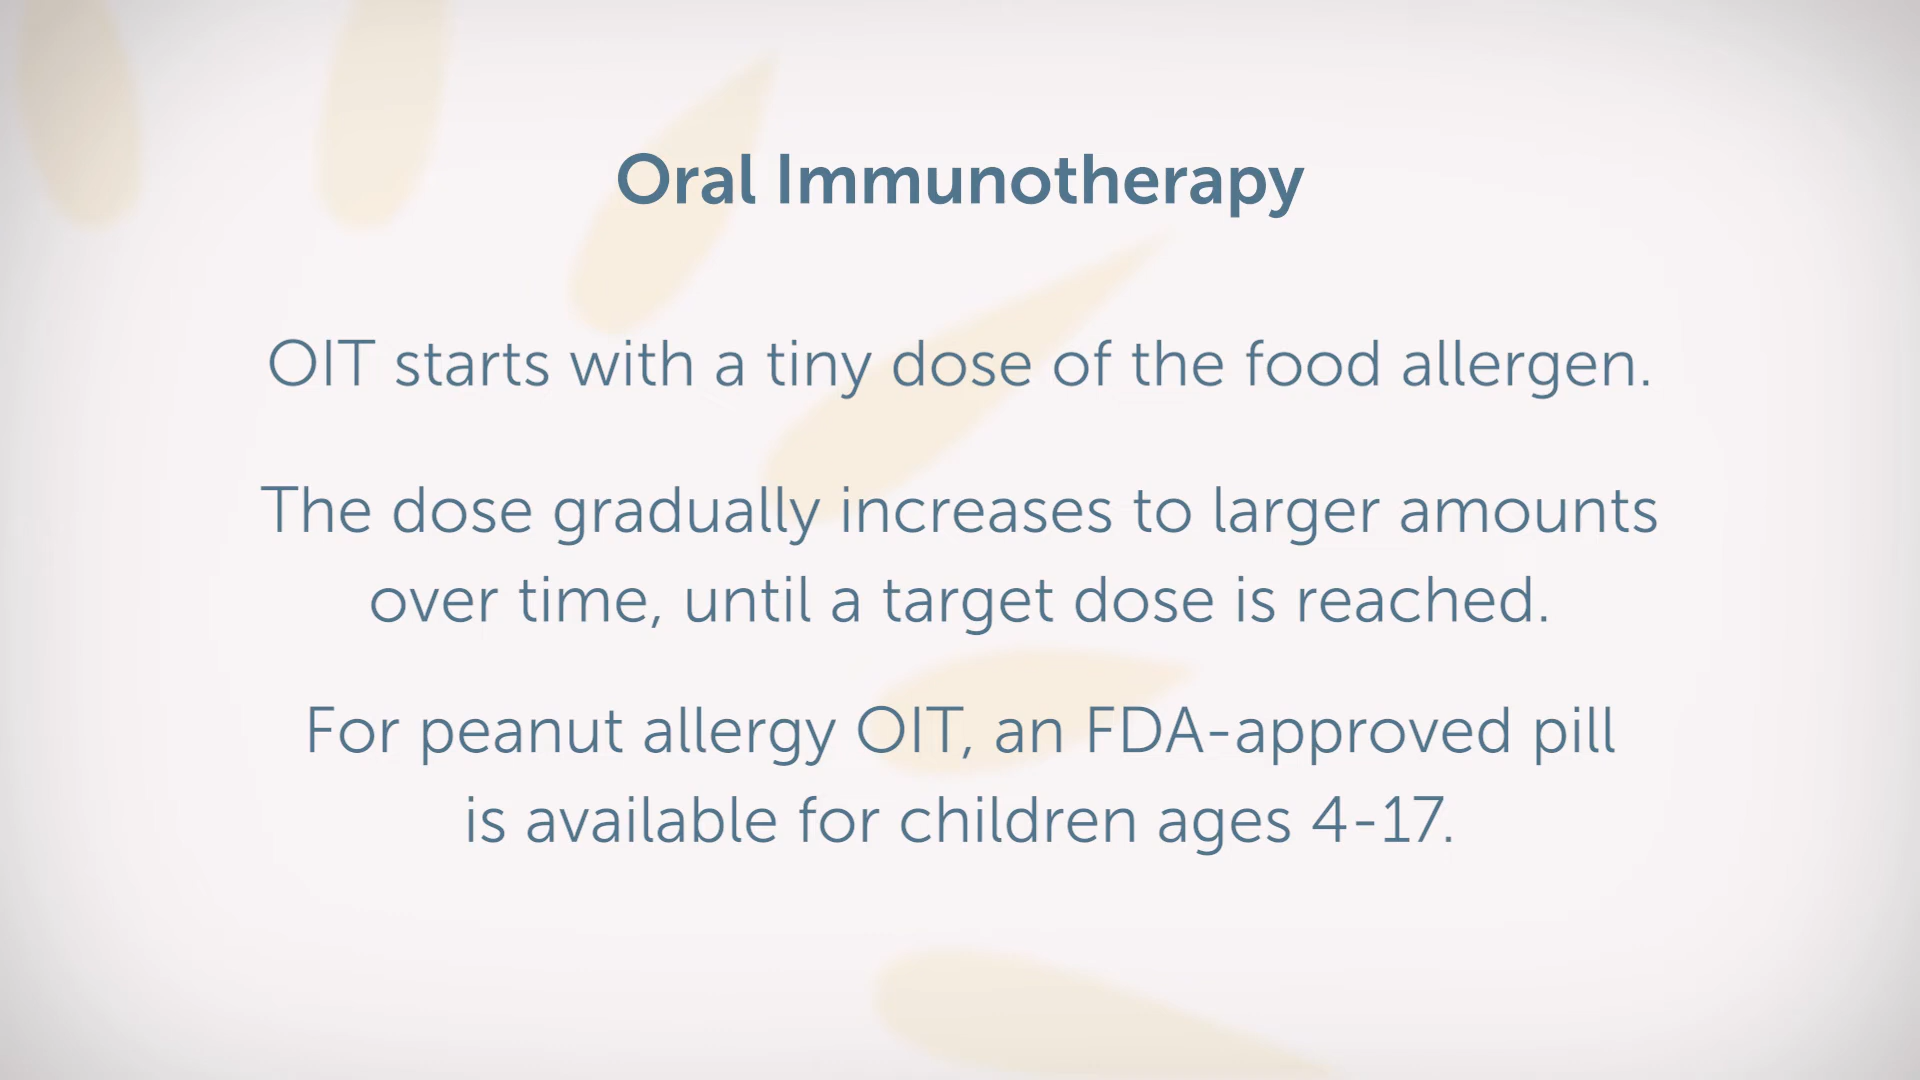 Oral Immunotherapy
OIT starts with a tiny dose of the food allergen.
The dose gradually increases to larger amounts
over time, until a target dose is reached.
For peanut allergy OIT, an FDA-approved pill
is available for children ages 4-17.